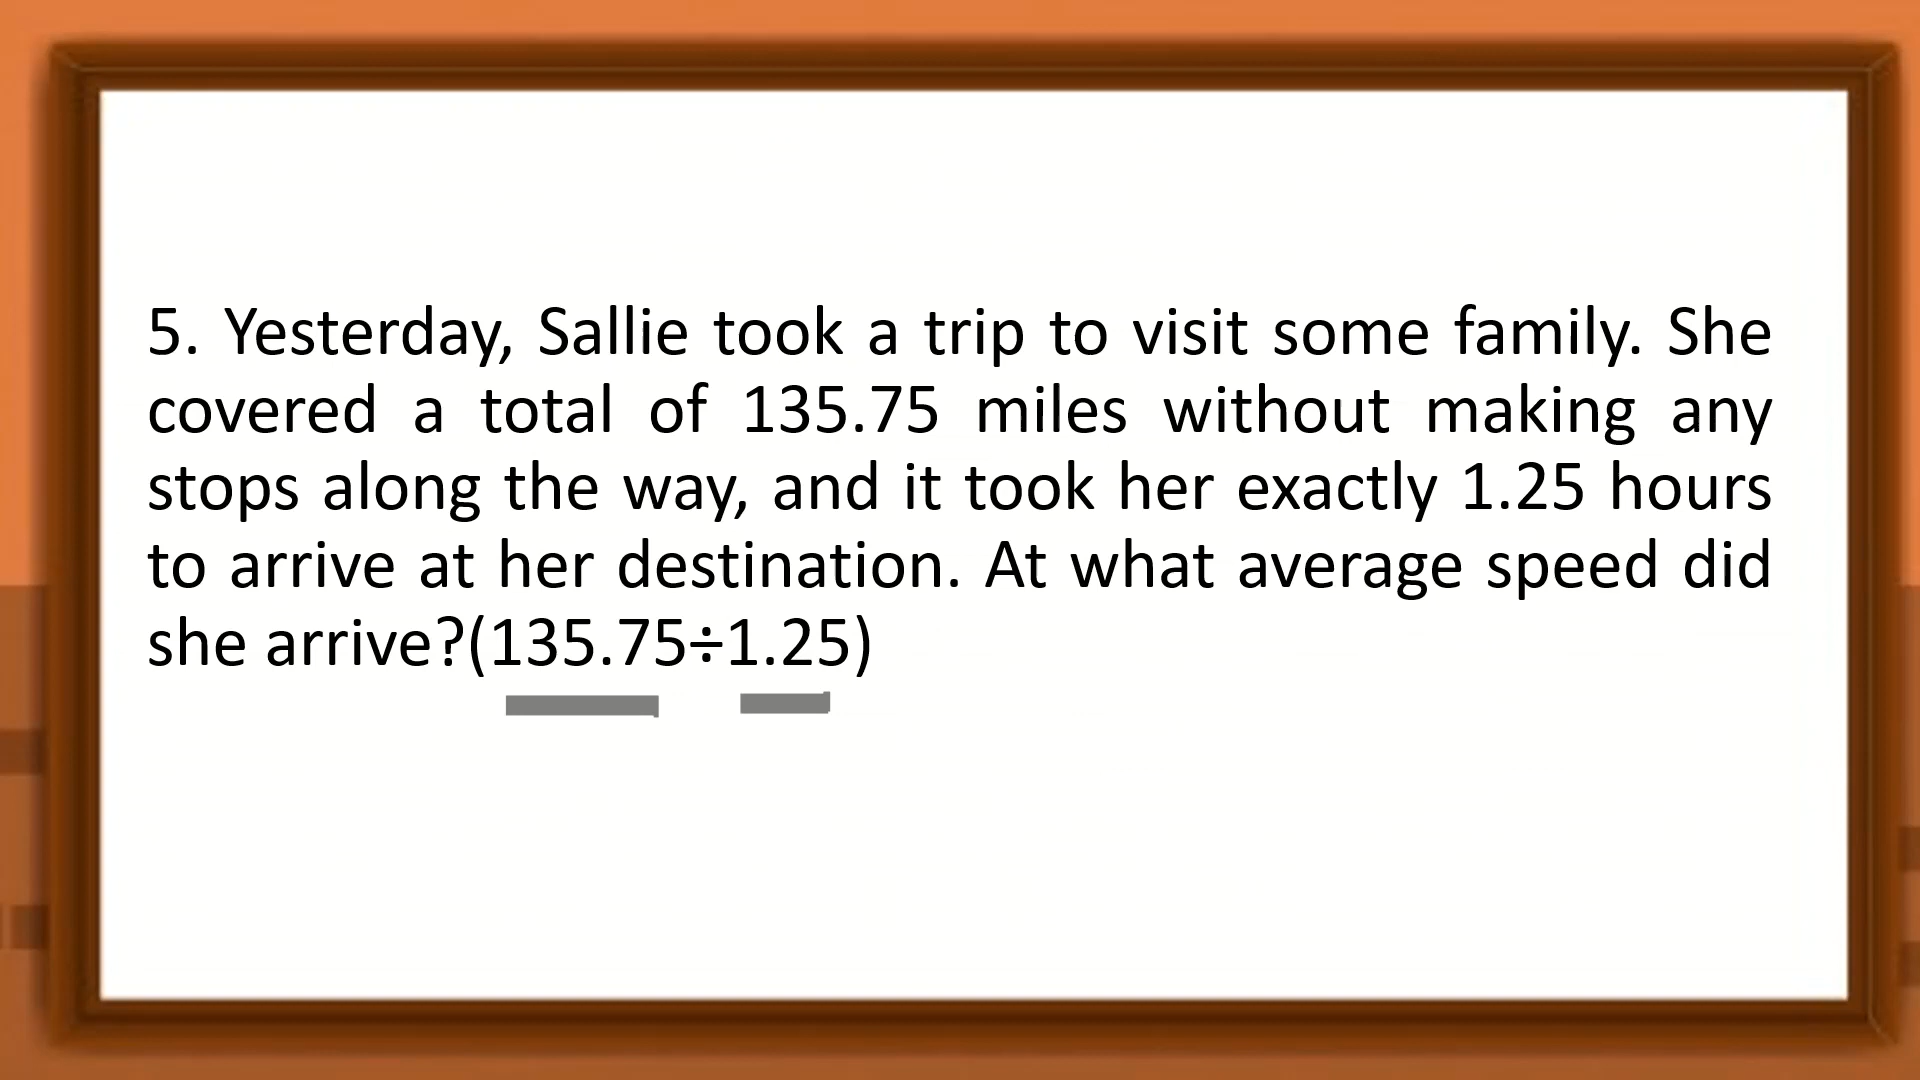 5. Yesterday, Sallie took a trip to visit some family. She
covered a total of 135.75 miles without making any
stops along the way, and it took her exactly 1.25 hours
to arrive at her destination. At what average speed did
she arrive?(135.75÷1.25)